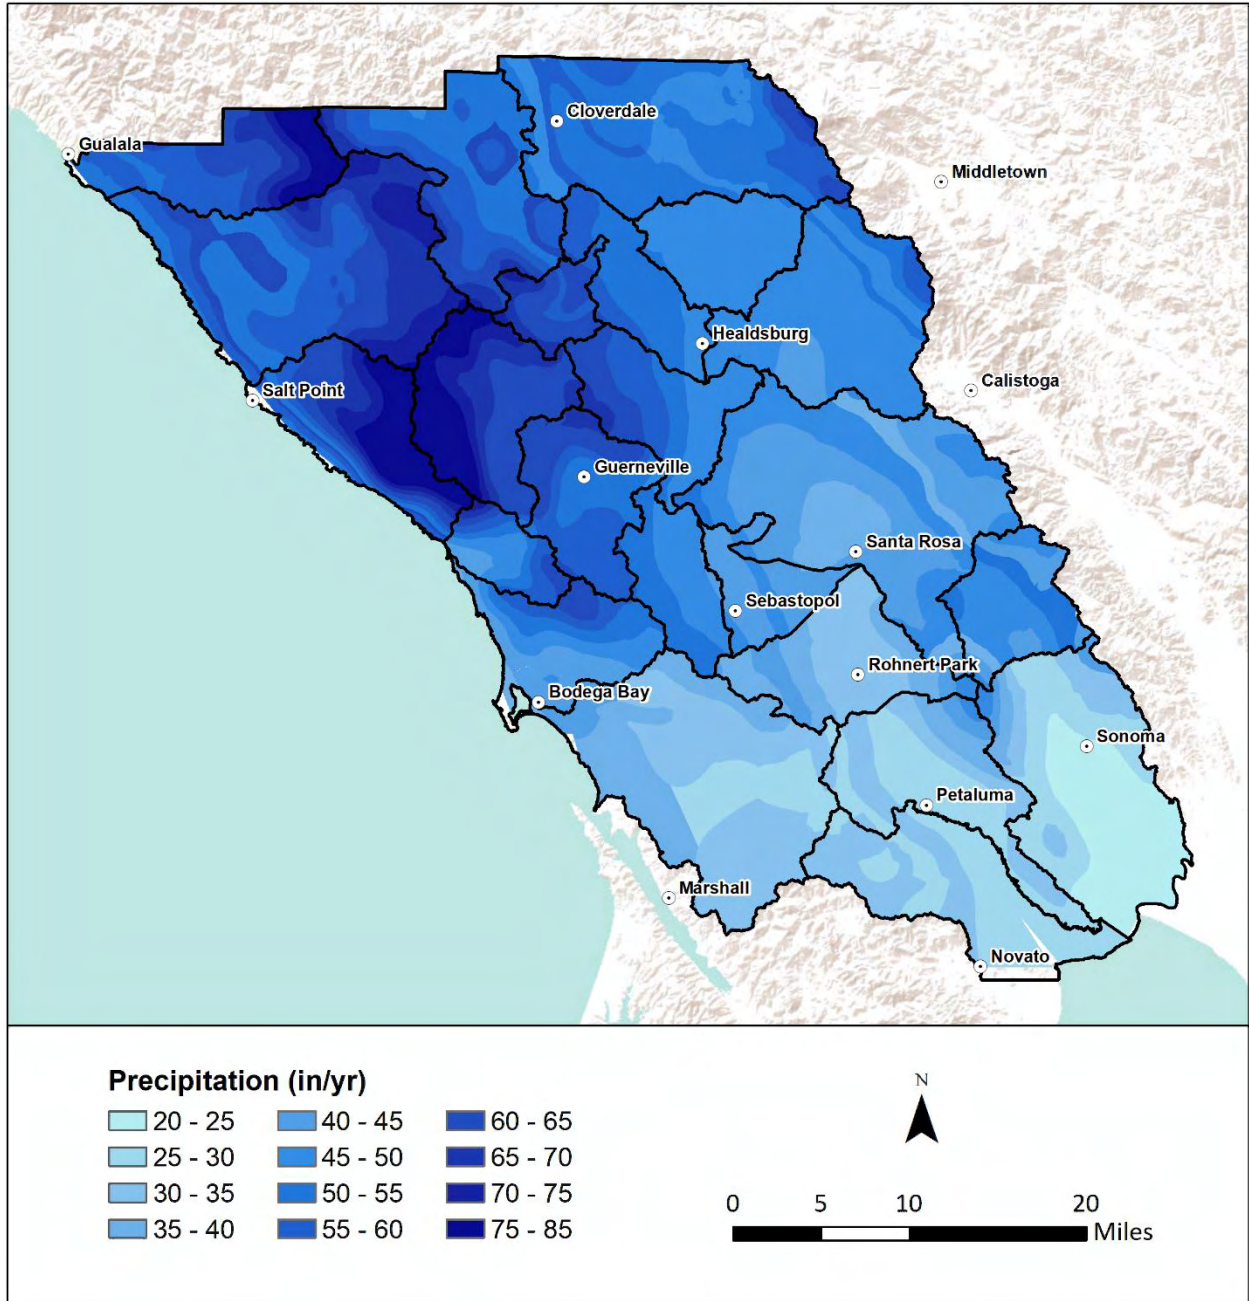 Cloverdale
Gualala
Middletown
Healdsburg
Calistoga
Salt Point
Guerneville
Santa Rosa
Sebastopol
Rohnert Park
Bodega Bay
Sonoma
Petaluma
Marshall
Novato
Precipitation (in/yr)
20 - 25
25 - 30
30 - 35
35 - 40
40 - 45
45 - 50
50 - 55
55 - 60
60 - 65
65 - 70
70 - 75
75 - 85
N
0 5 10 20
Miles